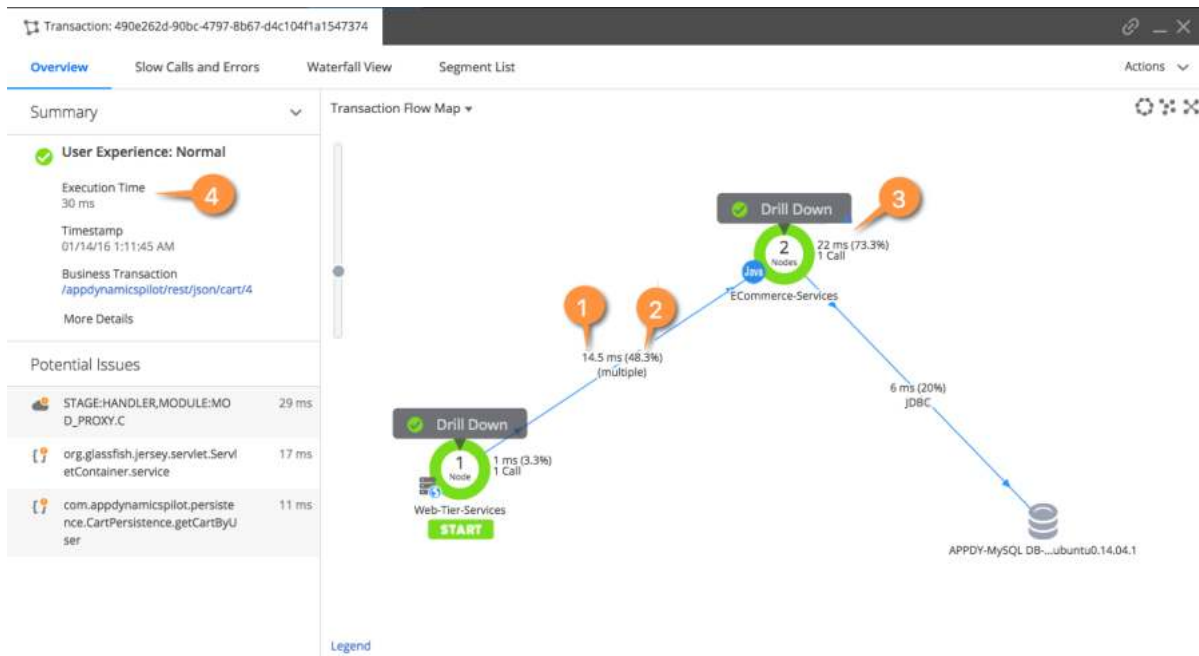 Transaction: 490e262d-90bc-4797-8b67-d4c104f1a1547374
Overview
Slow Calls and Errors
Waterfall View
Segment List
Actions
Summary
User Experience: Normal
Execution Time
30 ms
4
Timestamp
01/14/16 1:11:45 AM
Business Transaction
/appdynamicspilot/rest/json/cart/4
More Details
Potential Issues
STAGE:HANDLER,MODULE:MO
D_PROXY.C
29 ms
org.glassfish.jersey.servlet.Servl
etContainer.service
17 ms
com.appdynamicspilot.persiste
nce.CartPersistence.getCartByU
ser
11 ms
Transaction Flow Map
Drill Down
3
2
Nodes
22 ms (73.3%)
1 Call
Java
ECommerce-Services
1
2
14.5 ms (48.3%)
(multiple)
6 ms (20%)
JDBC
Drill Down
1
Node
1 ms (3.3%)
1 Call
Web-Tier-Services
START
APPDY-MySQL DB-...ubuntu0.14.04.1
Legend